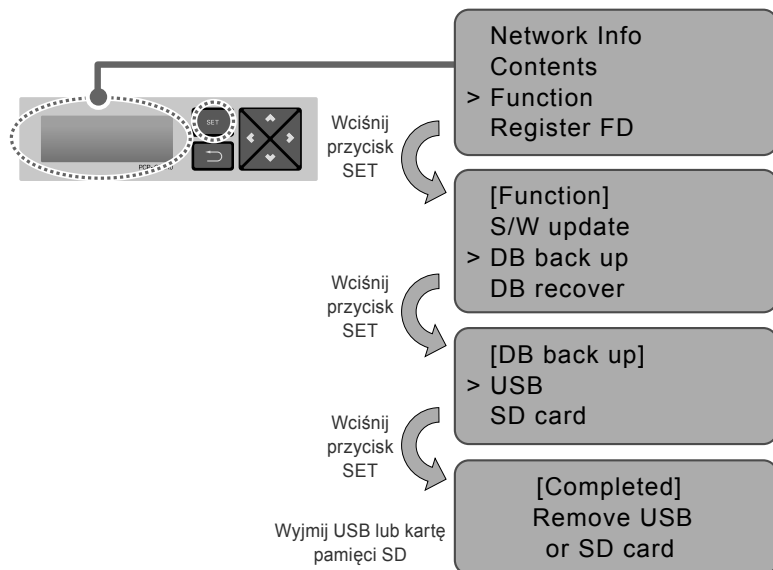 Network Info
Contents
> Function
Register FD
SET
Wciśnij
przycisk
SET
[Function]
S/W update
> DB back up
DB recover
Wciśnij
przycisk
SET
[DB back up]
> USB
SD card
Wciśnij
przycisk
SET
[Completed]
Remove USB
or SD card
Wyjmij USB lub kartę
pamięci SD